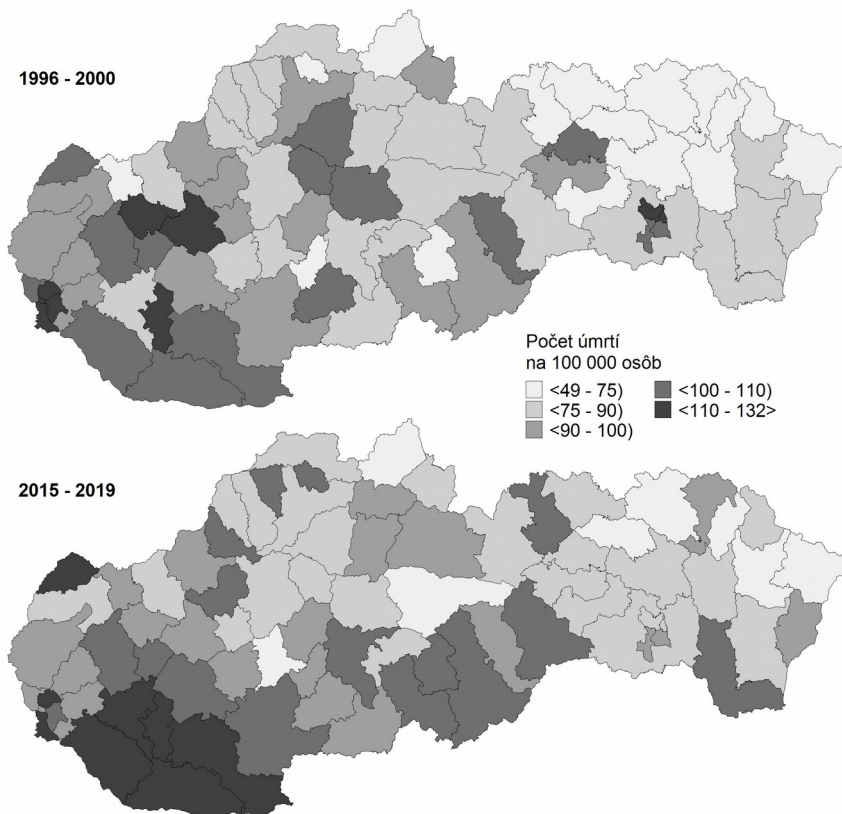 1996 - 2000
Počet úmrtí
na 100 000 osôb
<49 - 75)
<75 - 90)
<90 - 100)
<100 - 110)
<110 - 132>
2015 - 2019